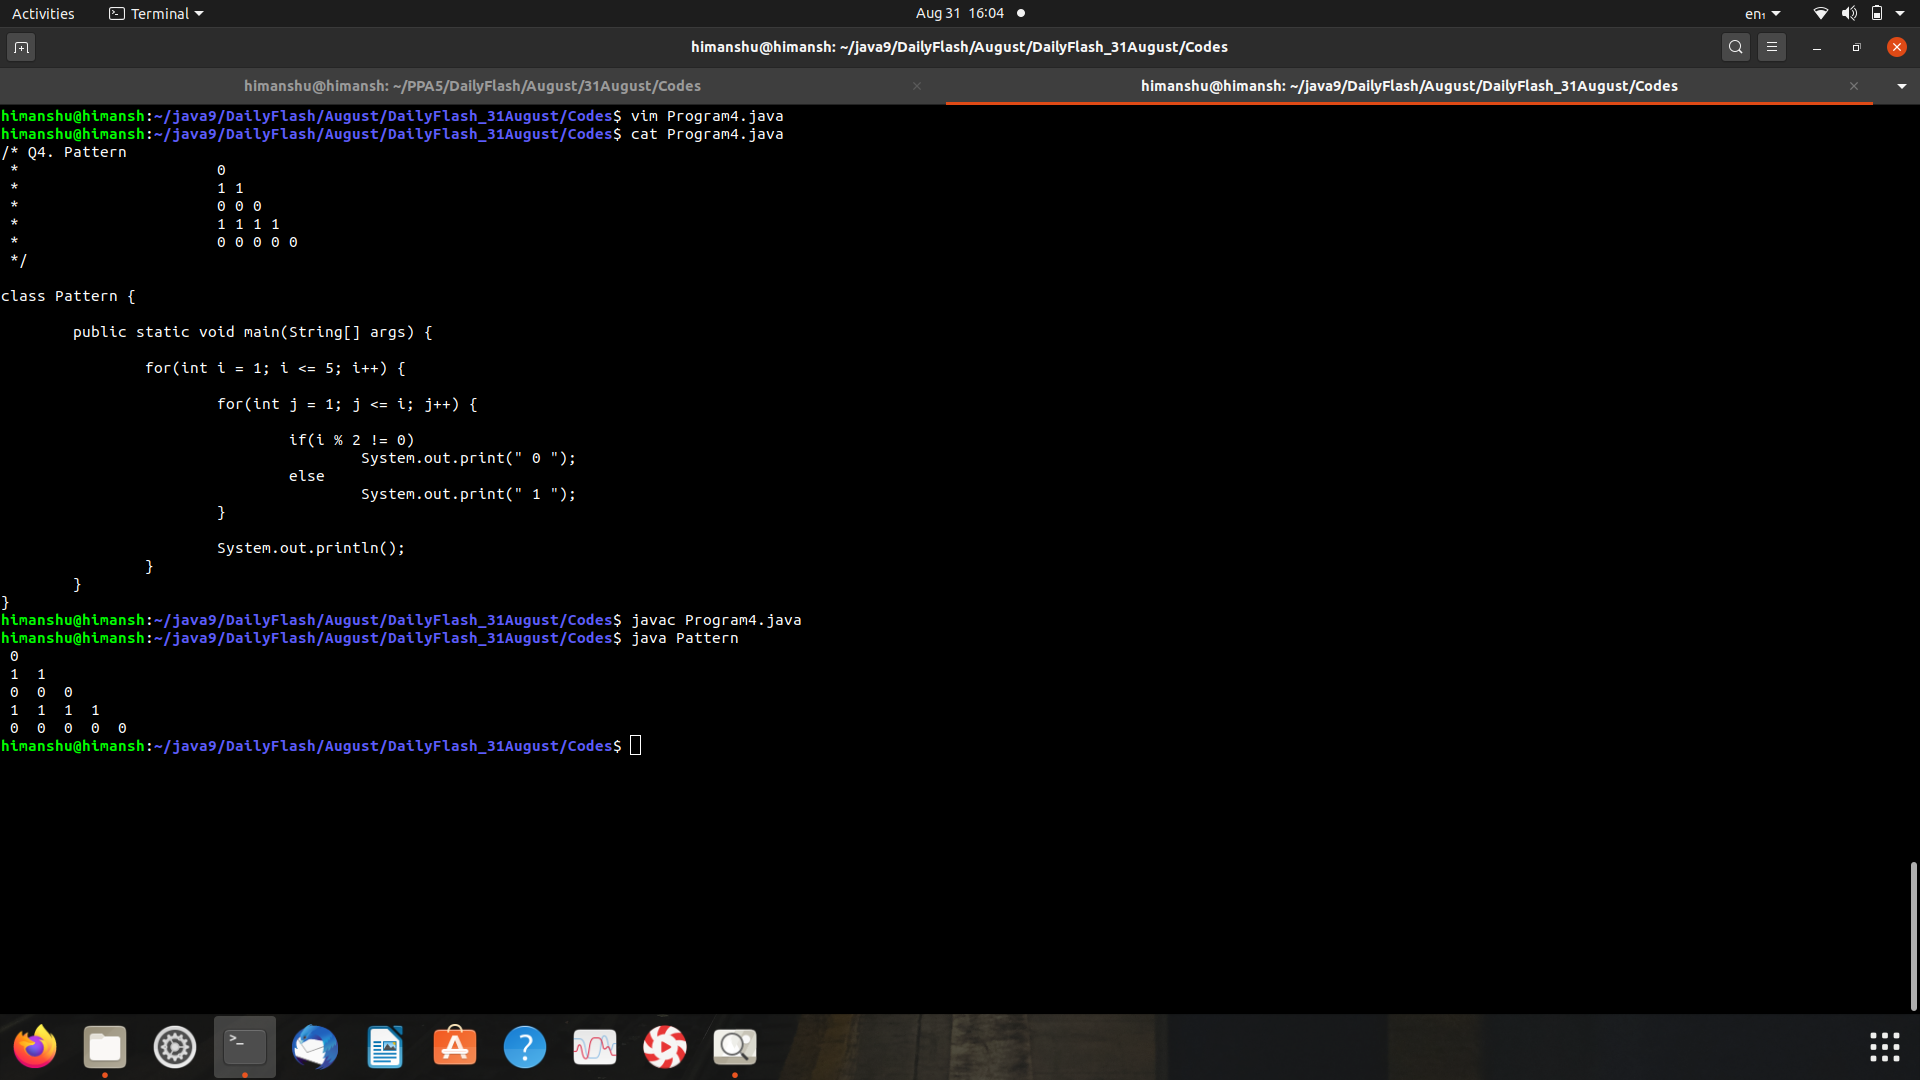 Activities Terminal Aug 31 16:04 en₁
himanshu@himansh: ~/java9/DailyFlash/August/DailyFlash_31August/Codes
himanshu@himansh: ~/PPA5/DailyFlash/August/31August/Codes himanshu@himansh: ~/java9/DailyFlash/August/DailyFlash_31August/Codes
himanshu@himansh:~/java9/DailyFlash/August/DailyFlash_31August/Codes$ vim Program4.java
himanshu@himansh:~/java9/DailyFlash/August/DailyFlash_31August/Codes$ cat Program4.java
/* Q4. Pattern
 *                      0
 *                      1 1
 *                      0 0 0
 *                      1 1 1 1
 *                      0 0 0 0 0
 */
class Pattern {
        public static void main(String[] args) {
                for(int i = 1; i <= 5; i++) {
                        for(int j = 1; j <= i; j++) {
                                if(i % 2 != 0)
                                        System.out.print(" 0 ");
                                else
                                        System.out.print(" 1 ");
                        }
                        System.out.println();
                }
        }
}
himanshu@himansh:~/java9/DailyFlash/August/DailyFlash_31August/Codes$ javac Program4.java
himanshu@himansh:~/java9/DailyFlash/August/DailyFlash_31August/Codes$ java Pattern
 0
 1  1
 0  0  0
 1  1  1  1
 0  0  0  0  0
himanshu@himansh:~/java9/DailyFlash/August/DailyFlash_31August/Codes$